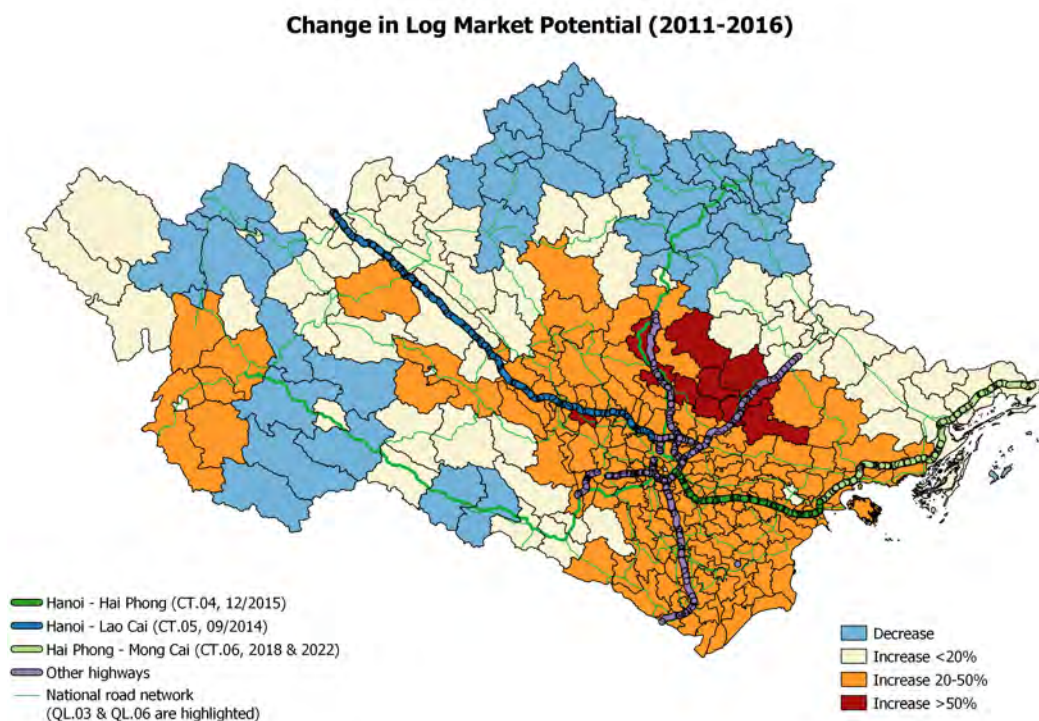 Change in Log Market Potential (2011-2016)
Hanoi - Hai Phong (CT.04, 12/2015)
Hanoi - Lao Cai (CT.05, 09/2014)
Hai Phong - Mong Cai (CT.06, 2018 & 2022)
Other highways
National road network
(QL.03 & QL.06 are highlighted)
Decrease
Increase <20%
Increase 20-50%
Increase >50%